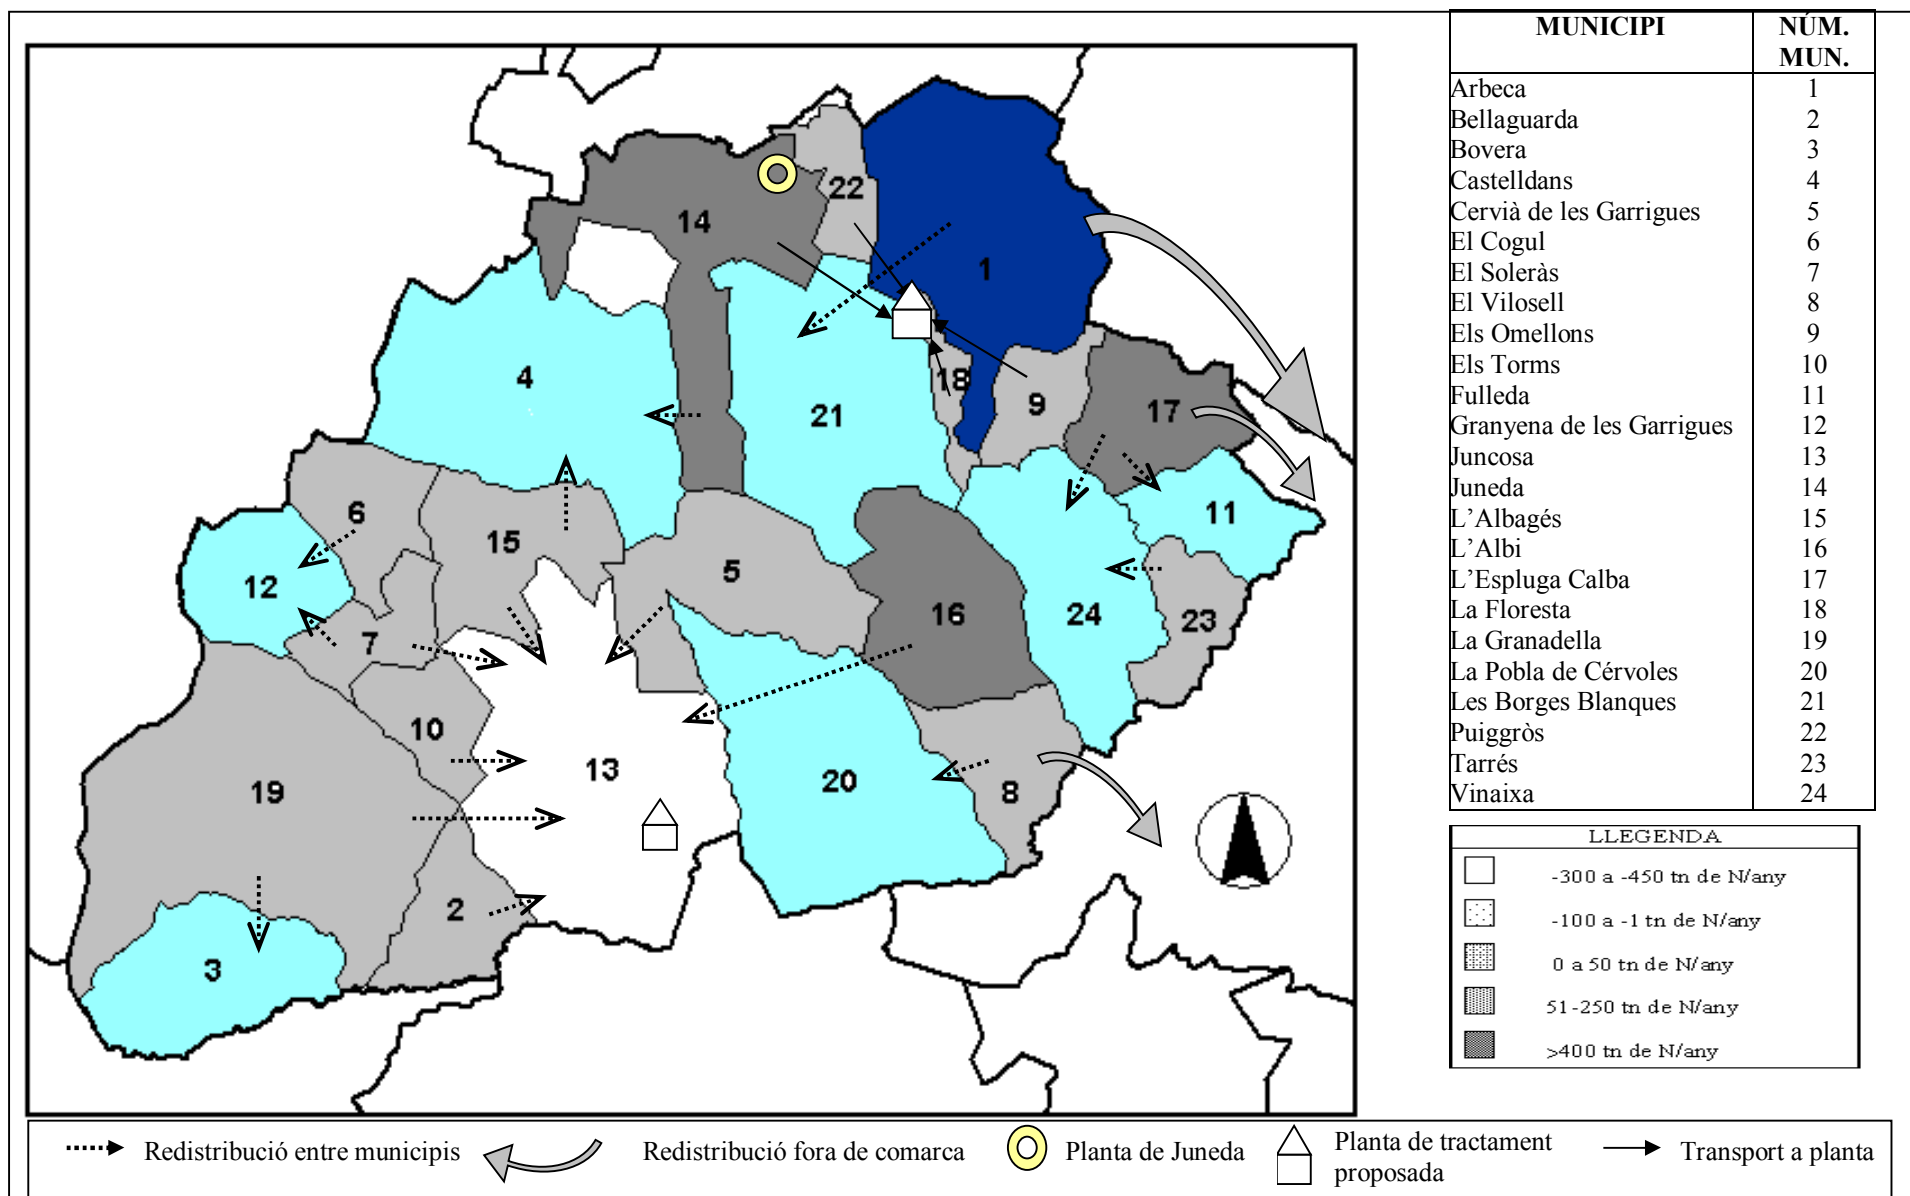 MUNICIPI NÚM. MUN.
Arbeca 1
Bellaguarda 2
Bovera 3
Castelldans 4
Cervià de les Garrigues 5
El Cogul 6
El Soleràs 7
El Vilosell 8
Els Omellons 9
Els Torms 10
Fulleda 11
Granyena de les Garrigues 12
Juncosa 13
Juneda 14
L'Albagés 15
L'Albi 16
L'Espluga Calba 17
La Floresta 18
La Granadella 19
La Pobla de Cérvoles 20
Les Borges Blanques 21
Puiggròs 22
Tarrés 23
Vinaixa 24
22
14
1
4
18
9
17
21
6
15
11
12
5
16
24
23
7
10
13
19
20
8
2
3
LLEGENDA
-300 a -450 tn de N/any
-100 a -1 tn de N/any
0 a 50 tn de N/any
51-250 tn de N/any
>400 tn de N/any
Redistribució entre municipis
Redistribució fora de comarca
Planta de Juneda
Planta de tractament
proposada
Transport a planta